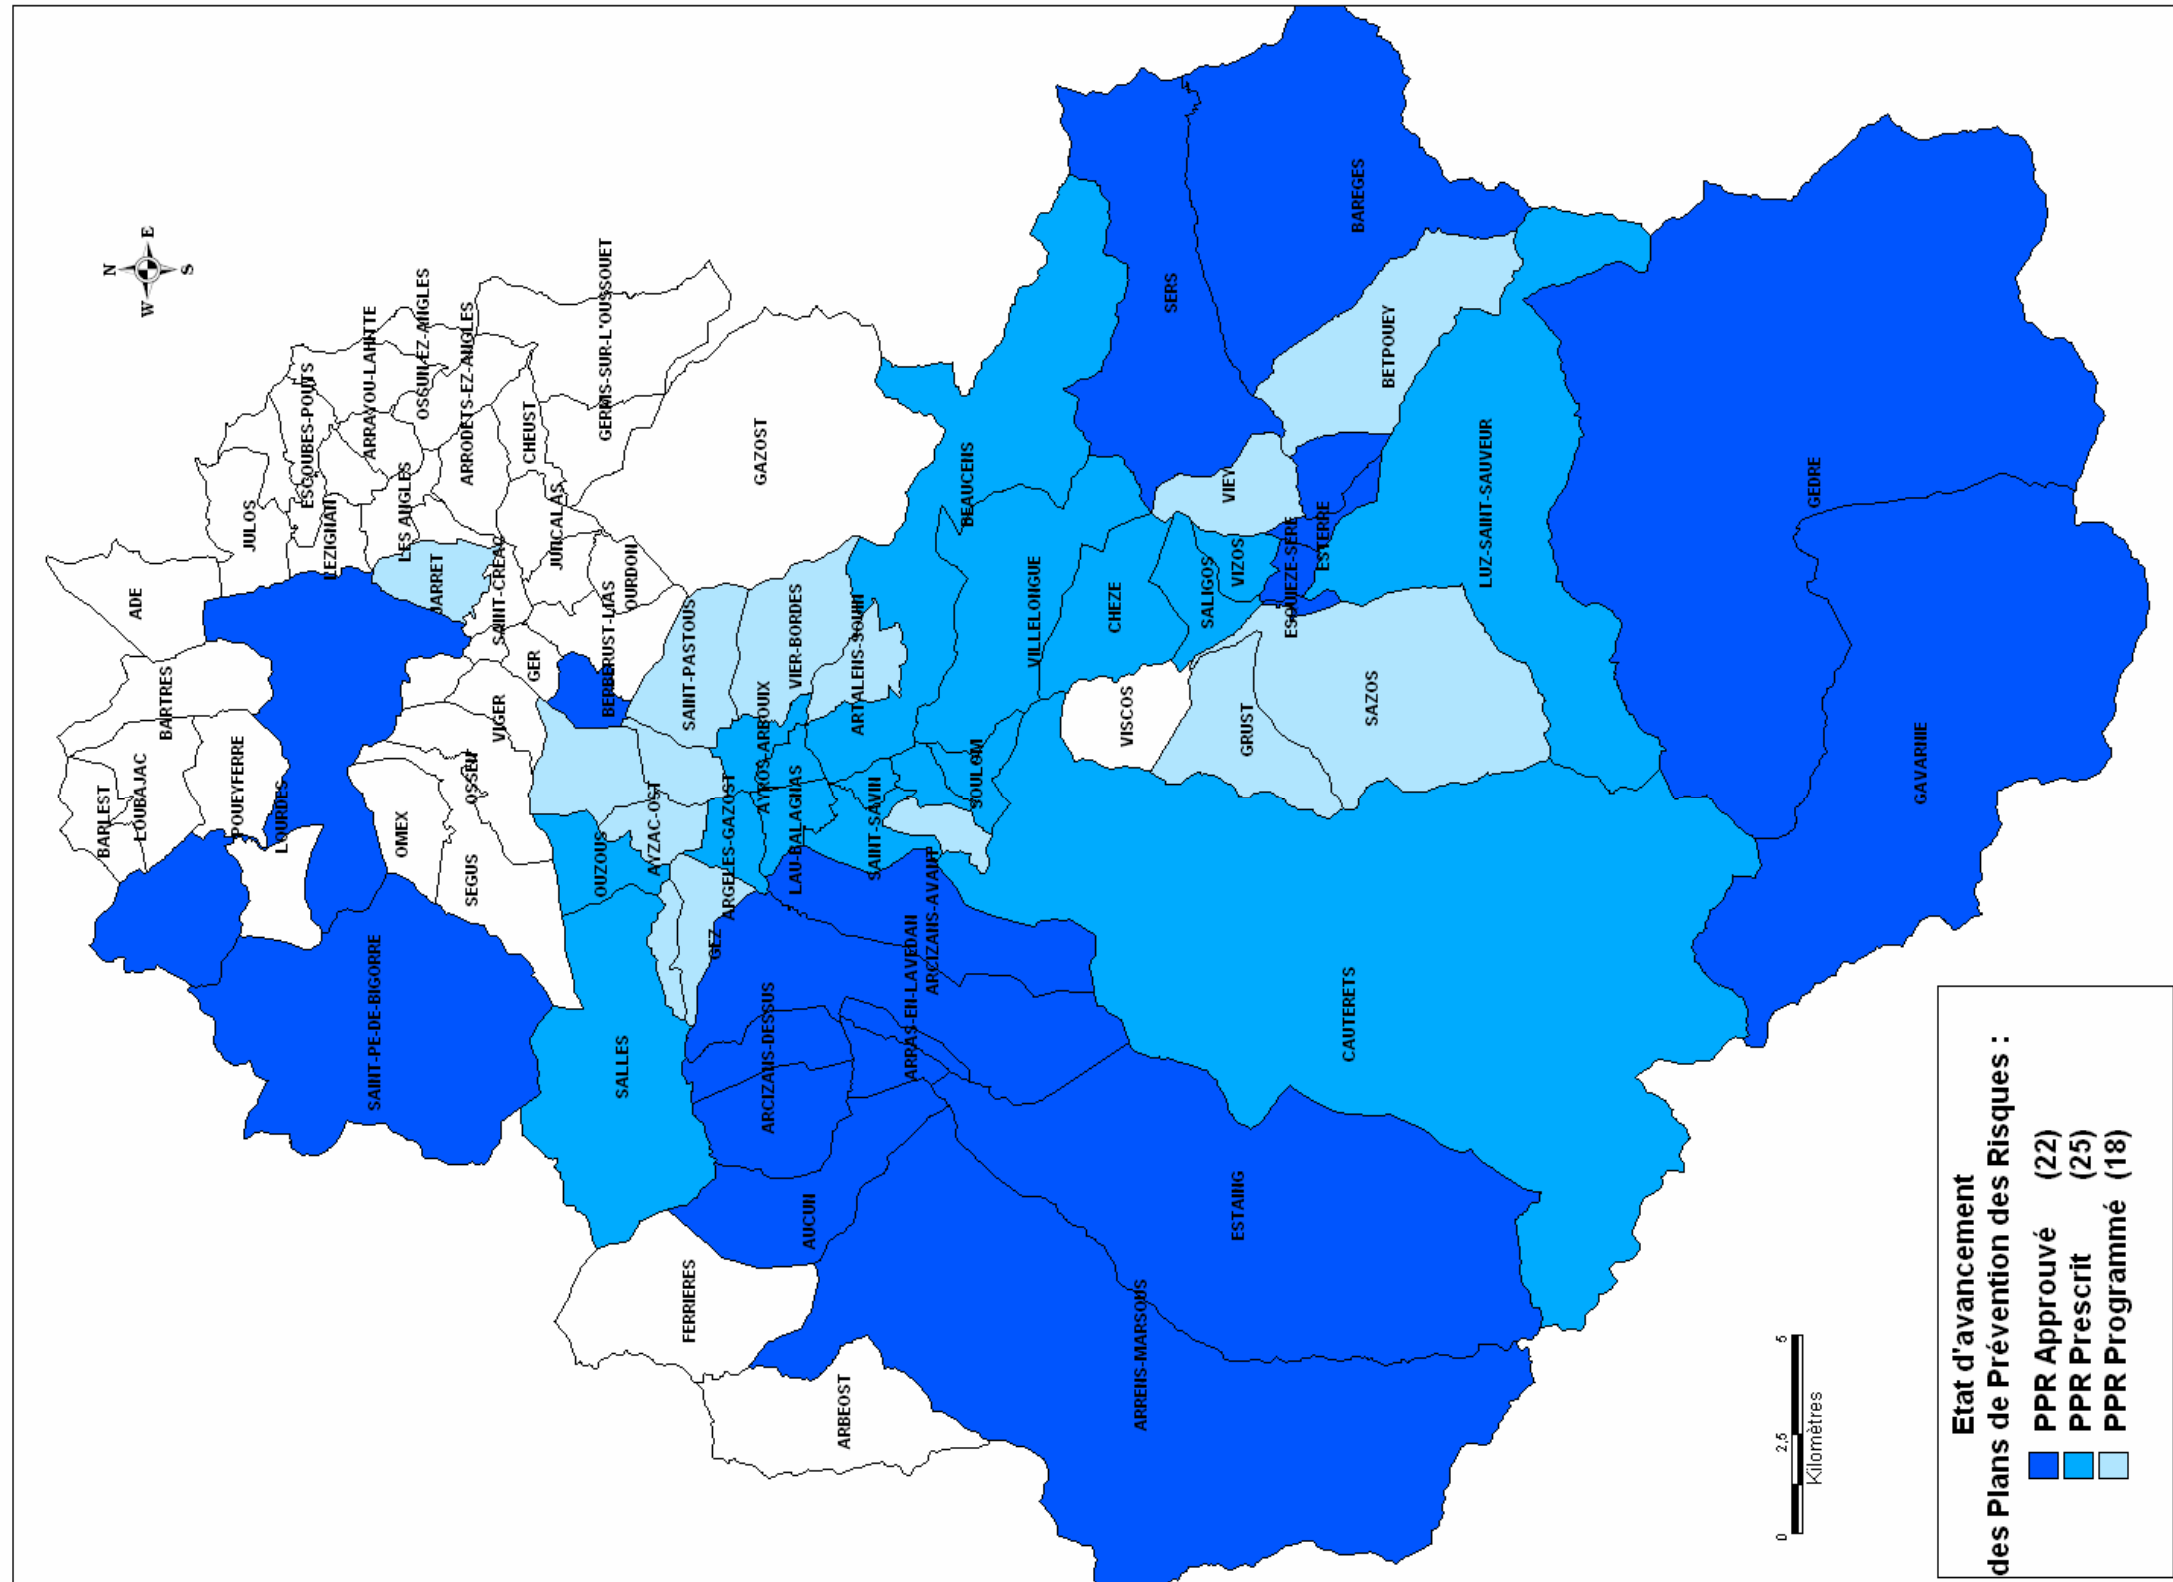 N
W
E
S
ADE
BARTRES
BARLEST
LOUBAJAC
POUEYFERRE
LOURDES
JULOS
ESCOUBES-POUTS
LEZIGNAN
ARRAYOU-LAHITTE
OSSUN-EZ-ANGLES
LES ANGLES
ARRODETS-EZ-ANGLES
JARRET
SAINT-CREAC
CHEUST
JUNCALAS
GERMS-SUR-L'OUSSOUET
OURDON
GER
BERBERUST-LIAS
VIGER
OSSEN
OMEX
SEGUS
SAINT-PE-DE-BIGORRE
GAZOST
SAINT-PASTOUS
VIER-BORDES
ARTALENS-SOUIN
AYROS-ARBOUIX
AYZAC-OST
OUZOUS
ARGELES-GAZOST
LAU-BALAGNAS
SAINT-SAVIN
SOULOM
GEZ
SALLES
ARCIZANS-DESSUS
ARRAS-EN-LAVEDAN
ARCIZANS-AVANT
AUCUN
FERRIERES
ARBEOST
ARRENS-MARSOUS
ESTAING
CAUTERETS
BEAUCENS
VILLELONGUE
CHEZE
SALIGOS
VIZOS
VISCOS
GRUST
SAZOS
ESQUIEZE-SERE
ESTERRE
VIEY
SERS
BAREGES
BETPOUEY
LUZ-SAINT-SAUVEUR
GEDRE
GAVARNIE
0 2,5 5
Kilomètres
Etat d'avancement
des Plans de Prévention des Risques :
PPR Approuvé (22)
PPR Prescrit (25)
PPR Programmé (18)